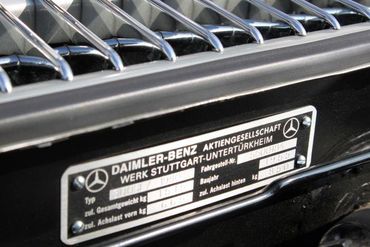 DAIMLER-BENZ AKTIENGESELLSCHAFT
WERK STUTTGART-UNTERTÜRKHEIM
Typ
Fahrgestell-Nr.
zul. Gesamtgewicht kg
Baujahr
zul. Achslast vorn kg
zul. Achslast hinten kg